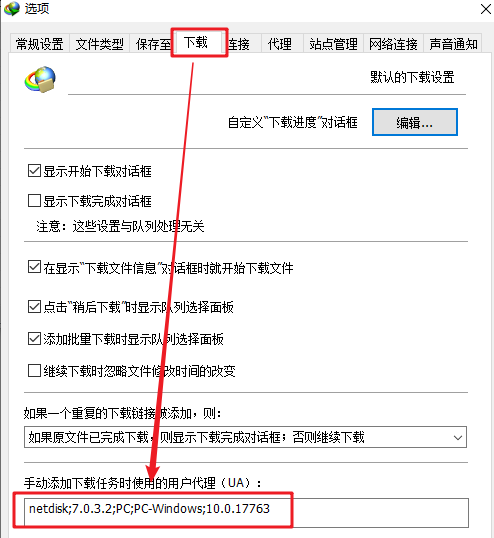 选项
常规设置 文件类型 保存至 下载 连接 代理 站点管理 网络连接 声音通知
默认的下载设置
自定义“下载进度”对话框 编辑...
显示开始下载对话框
显示下载完成对话框
注意：这些设置与队列处理无关
在显示“下载文件信息”对话框时就开始下载文件
点击“稍后下载”时显示队列选择面板
添加批量下载时显示队列选择面板
继续下载时忽略文件修改时间的改变
如果一个重复的下载链接被添加，则：
如果原文件已完成下载，则显示下载完成对话框；否则继续下载
手动添加下载任务时使用的用户代理（UA）：
netdisk;7.0.3.2;PC;PC-Windows;10.0.17763